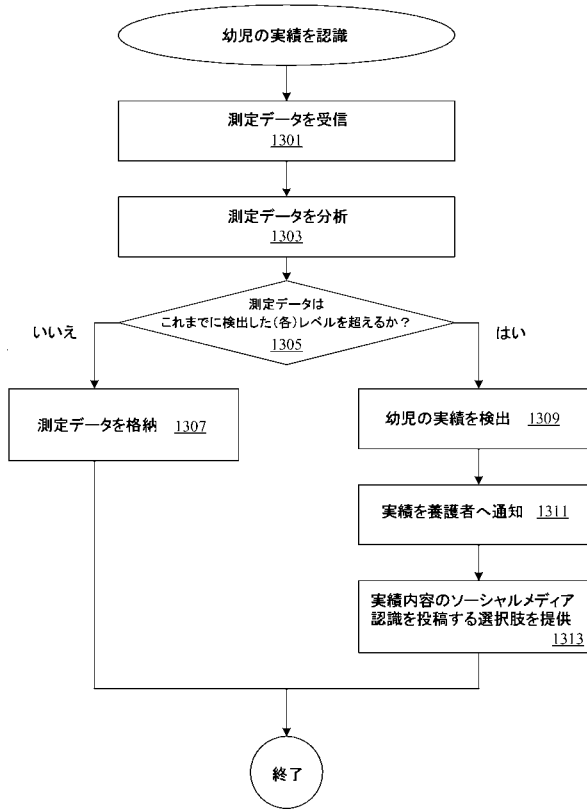 幼児の実績を認識
測定データを受信
1301
測定データを分析
1303
測定データは
これまでに検出した(各)レベルを超えるか？
1305
いいえ
はい
測定データを格納 1307
幼児の実績を検出 1309
実績を養護者へ通知 1311
実績内容のソーシャルメディア
認識を投稿する選択肢を提供
1313
終了